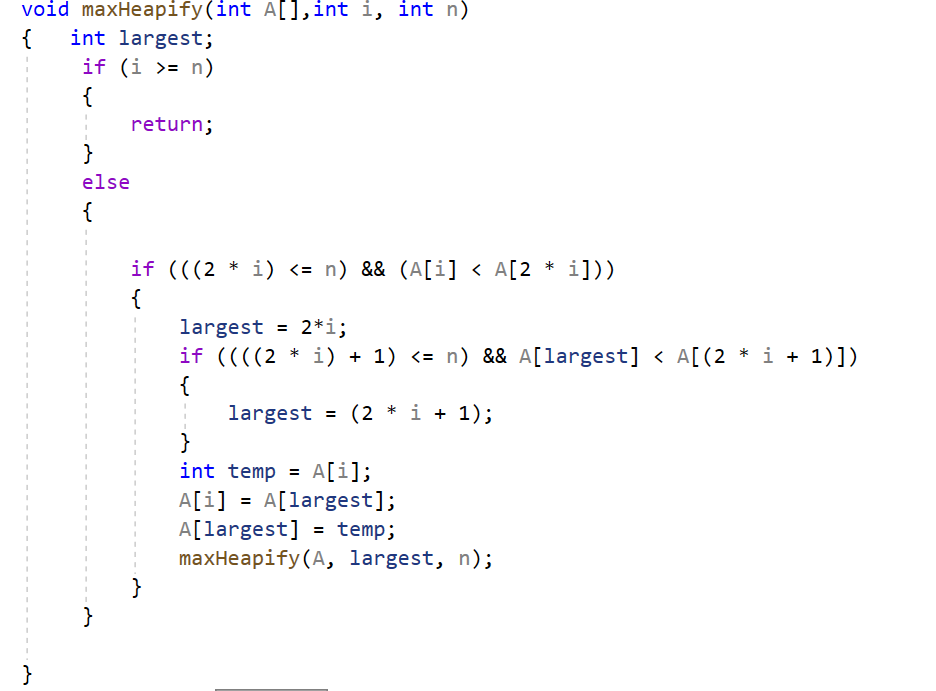 void maxHeapify(int A[],int i, int n)
{   int largest;
     if (i >= n)
     {
         return;
     }
     else
     {
         if (((2 * i) <= n) && (A[i] < A[2 * i]))
         {
             largest = 2*i;
             if ((((2 * i) + 1) <= n) && A[largest] < A[(2 * i + 1)])
             {
                 largest = (2 * i + 1);
             }
             int temp = A[i];
             A[i] = A[largest];
             A[largest] = temp;
             maxHeapify(A, largest, n);
         }
     }
}